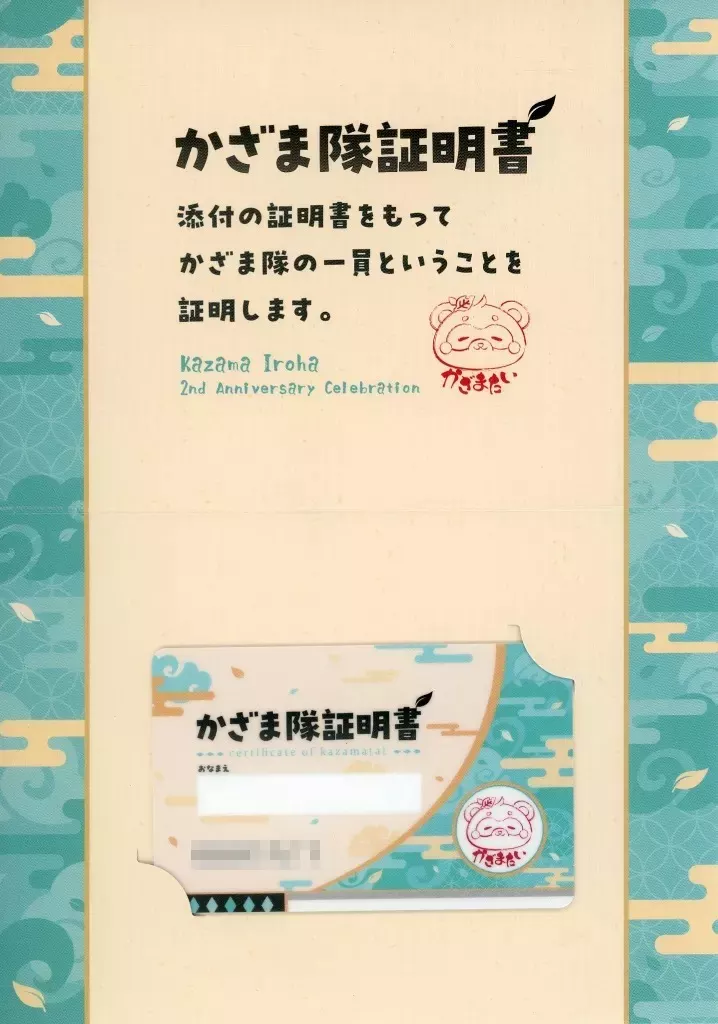 かざま隊証明書
添付の証明書をもって
かざま隊の一員ということを
証明します。
Kazama Iroha
2nd Anniversary Celebration
かざまたい
かざま隊証明書
certificate of kazamatai
おなまえ
かざまたい